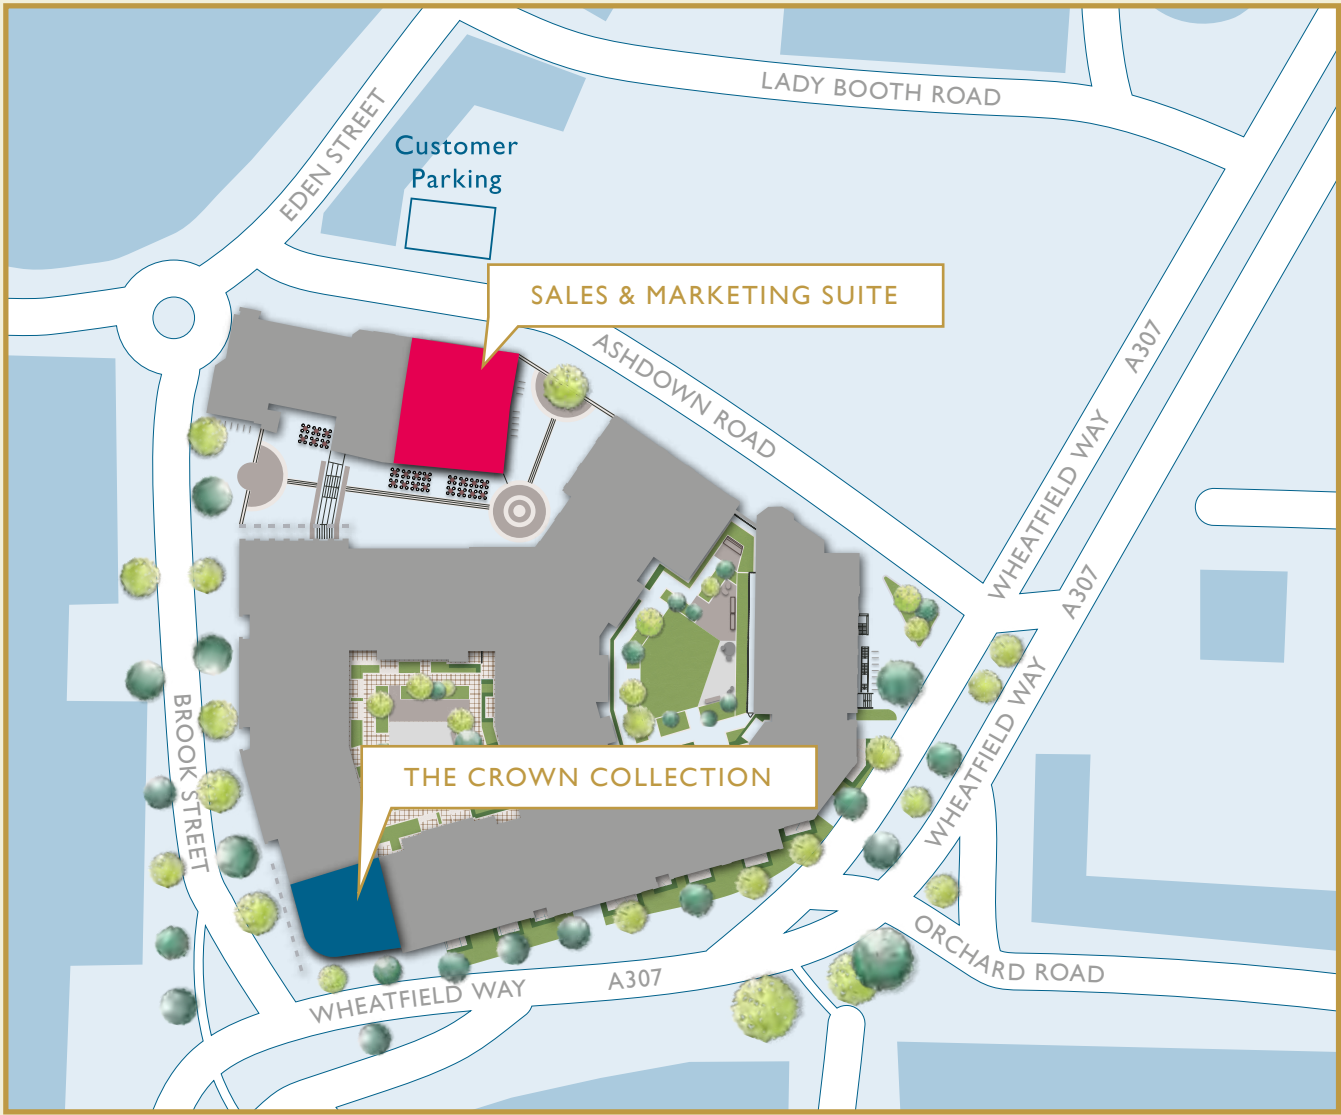 LADY BOOTH ROAD
EDEN STREET
Customer
Parking
SALES & MARKETING SUITE
ASHDOWN ROAD
A307
WHEATFIELD WAY
A307
WHEATFIELD WAY
BROOK STREET
THE CROWN COLLECTION
ORCHARD ROAD
WHEATFIELD WAY
A307